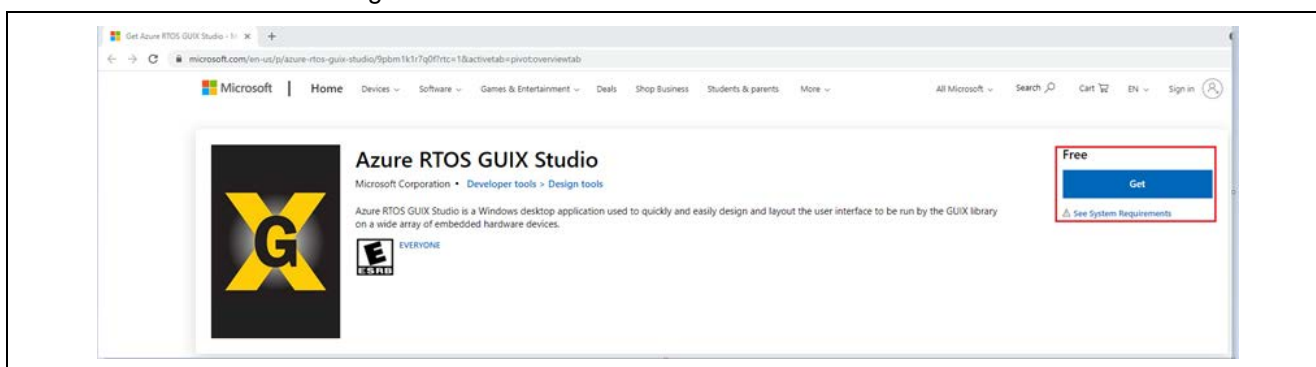 Get Azure RTOS GUIX Studio - Mi
microsoft.com/en-us/p/azure-rtos-guix-studio/9pbm1k1r7q0f?rtc=1&activetab=pivot:overviewtab
Microsoft Home Devices Software Games & Entertainment Deals Shop Business Students & parents More All Microsoft Search Cart EN Sign in
Azure RTOS GUIX Studio
Microsoft Corporation • Developer tools > Design tools
Azure RTOS GUIX Studio is a Windows desktop application used to quickly and easily design and layout the user interface to be run by the GUIX library
on a wide array of embedded hardware devices.
X
G
E
ESRB
EVERYONE
Free
Get
See System Requirements